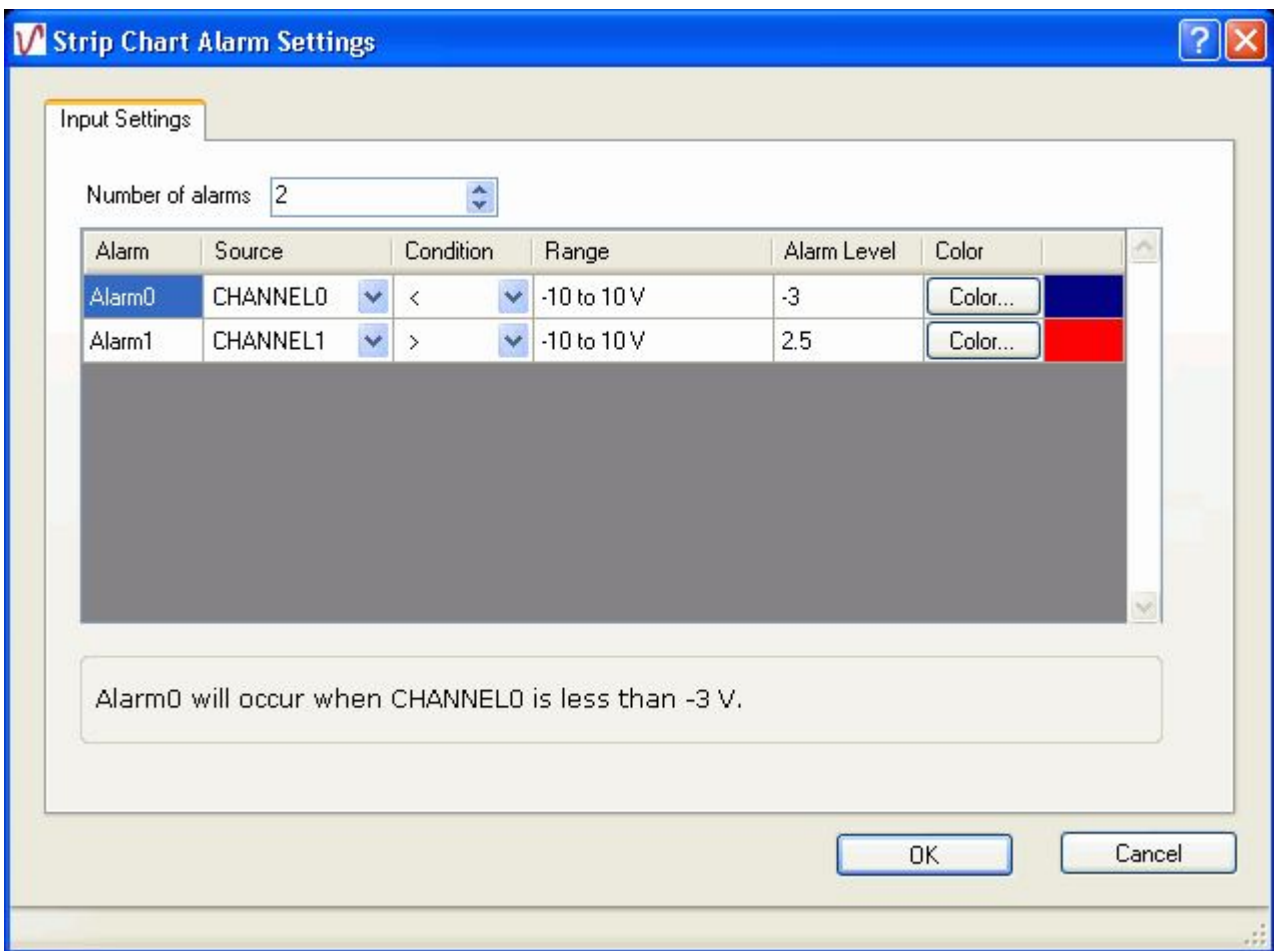 Strip Chart Alarm Settings
Input Settings
Number of alarms 2
Alarm Source Condition Range Alarm Level Color
Alarm0 CHANNEL0 < -10 to 10 V -3 Color...
Alarm1 CHANNEL1 > -10 to 10 V 2.5 Color...
Alarm0 will occur when CHANNEL0 is less than -3 V.
OK Cancel